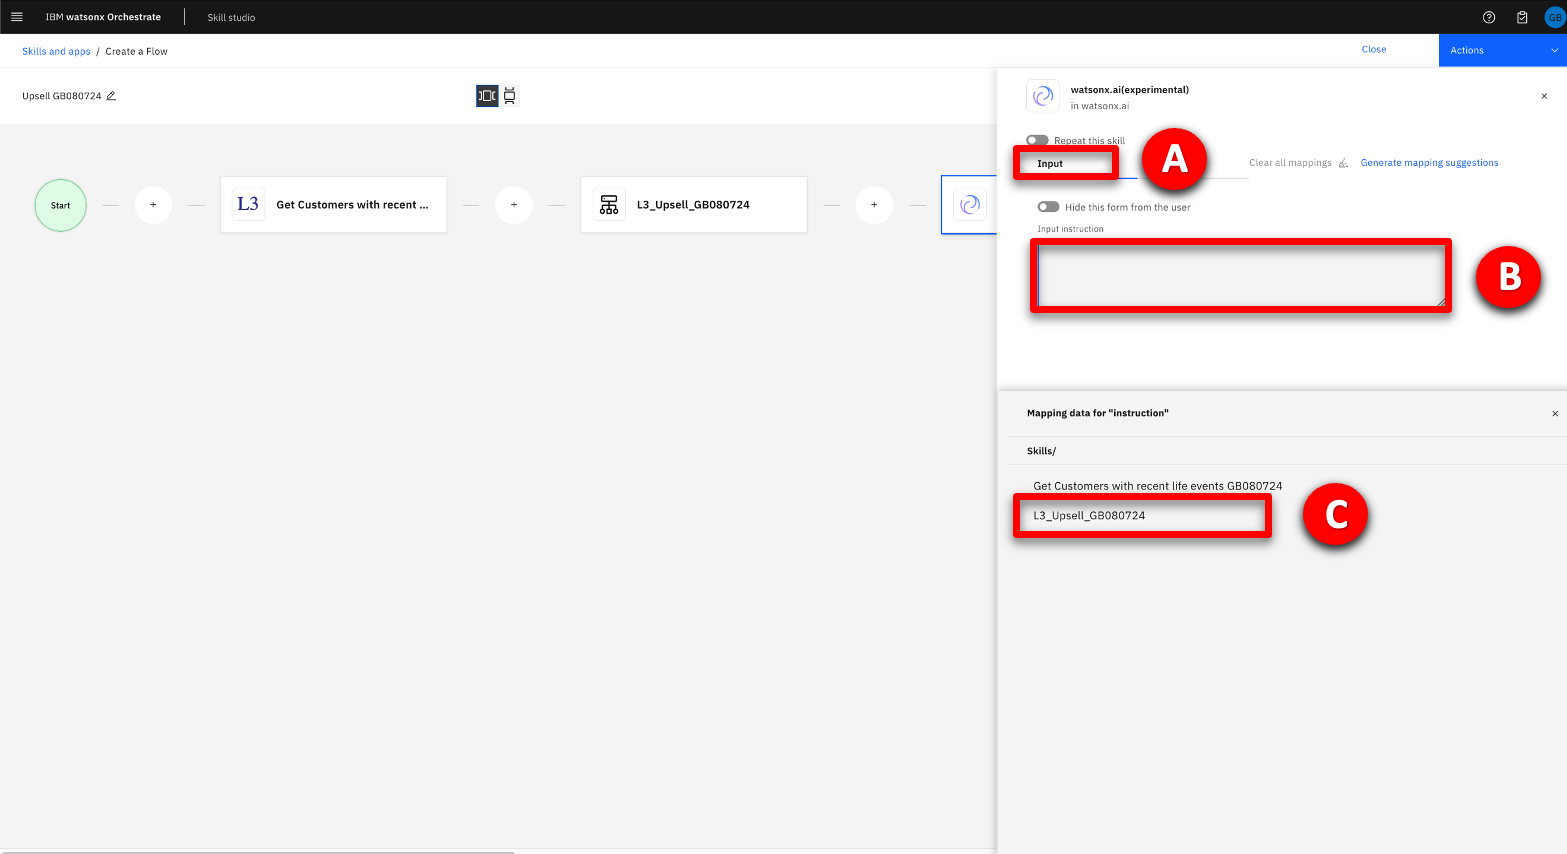 IBM watsonx Orchestrate
Skill studio
GB
Skills and apps / Create a Flow
Close
Actions
Upsell GB080724
watsonx.ai(experimental)
in watsonx.ai
Repeat this skill
Input
A
Clear all mappings
Generate mapping suggestions
Start
+
L3
Get Customers with recent ...
+
L3_Upsell_GB080724
+
Hide this form from the user
Input instruction
B
Mapping data for "instruction"
Skills/
Get Customers with recent life events GB080724
L3_Upsell_GB080724
C